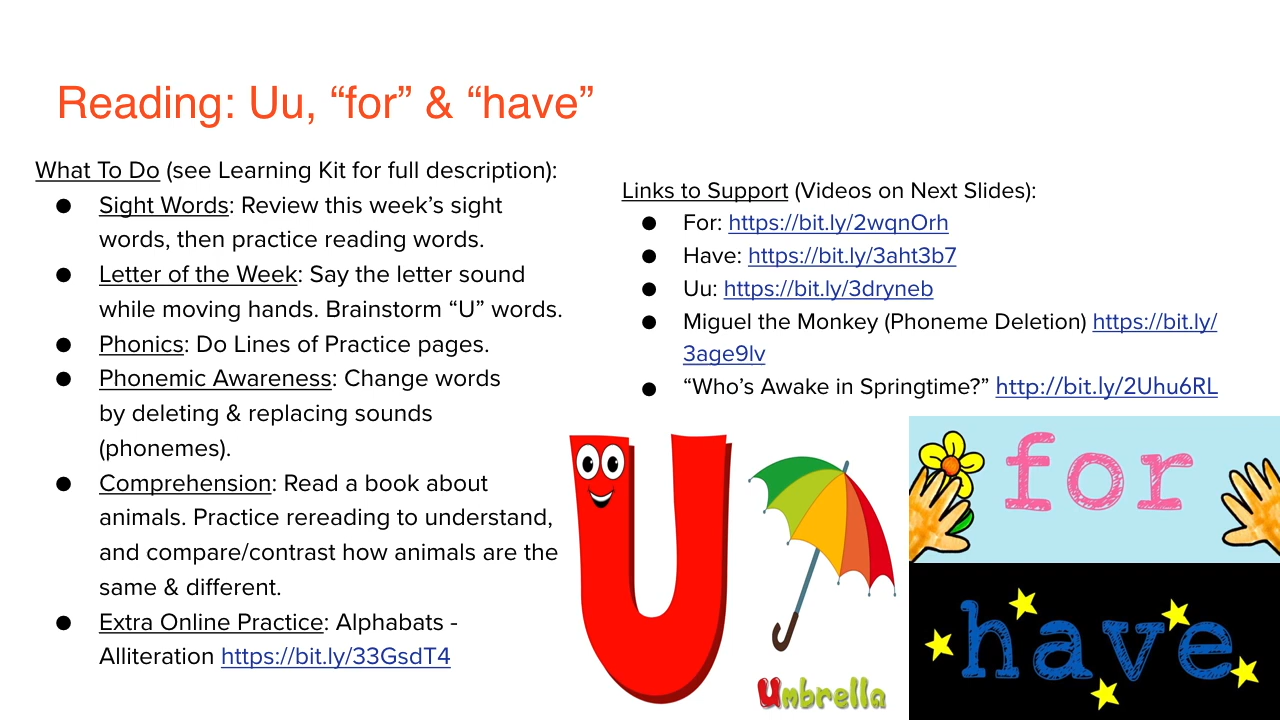 Reading: Uu, “for” & “have”
What To Do (see Learning Kit for full description):
● Sight Words: Review this week’s sight
words, then practice reading words.
● Letter of the Week: Say the letter sound
while moving hands. Brainstorm “U” words.
● Phonics: Do Lines of Practice pages.
● Phonemic Awareness: Change words
by deleting & replacing sounds
(phonemes).
● Comprehension: Read a book about
animals. Practice rereading to understand,
and compare/contrast how animals are the
same & different.
● Extra Online Practice: Alphabats -
Alliteration https://bit.ly/33GsdT4
Links to Support (Videos on Next Slides):
● For: https://bit.ly/2wqnOrh
● Have: https://bit.ly/3aht3b7
● Uu: https://bit.ly/3dryneb
● Miguel the Monkey (Phoneme Deletion) https://bit.ly/
3age9lv
● “Who’s Awake in Springtime?” http://bit.ly/2Uhu6RL
U
Umbrella
for
have